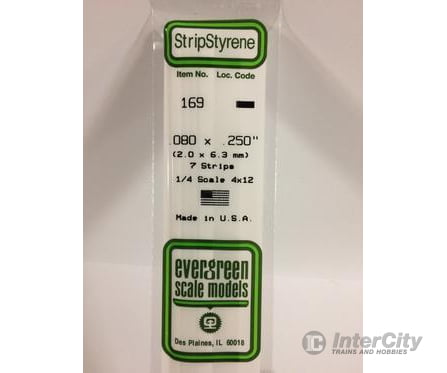 StripStyrene
Item No. Loc. Code
169
.080 x .250"
(2.0 x 6.3 mm)
7 Strips
1/4 Scale 4x12
Made in U.S.A.
evergreen
scale models
Des Plaines, IL 60018
IC InterCity
TRAINS AND HOBBIES